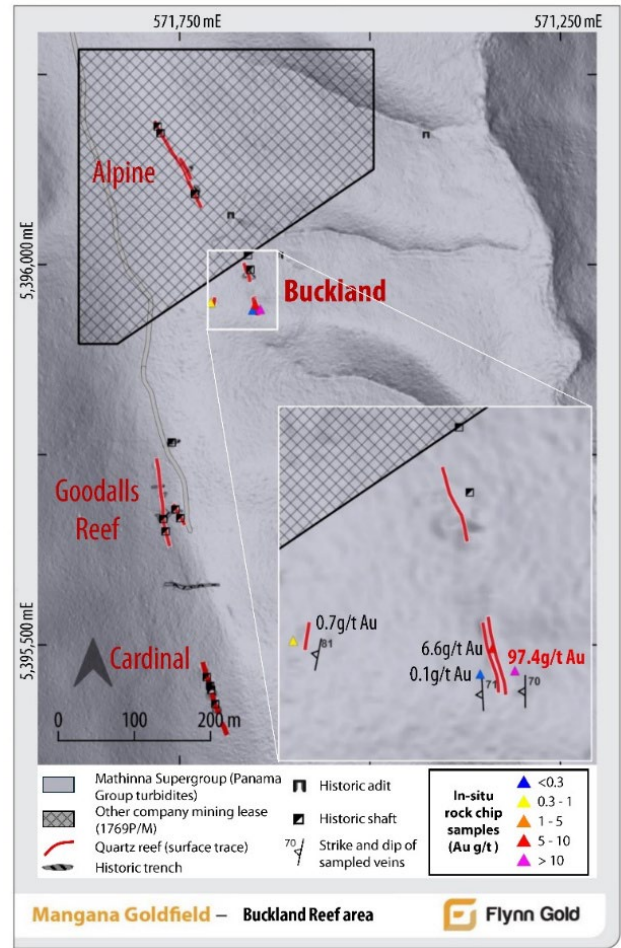 571,750 mE
571,250 mE
Alpine
5,396,000 mE
Buckland
Goodalls
Reef
0.7g/t Au
81
6.6g/t Au
97.4g/t Au
0.1g/t Au
71
70
5,395,500 mE
Cardinal
0
100
200 m
Mathinna Supergroup (Panama
Group turbidites)
Other company mining lease
(1769P/M)
Quartz reef (surface trace)
Historic trench
Historic adit
Historic shaft
70
Strike and dip of
sampled veins
In-situ
rock chip
samples
(Au g/t )
<0.3
0.3 - 1
1 - 5
5 - 10
> 10
Mangana Goldfield – Buckland Reef area
Flynn Gold